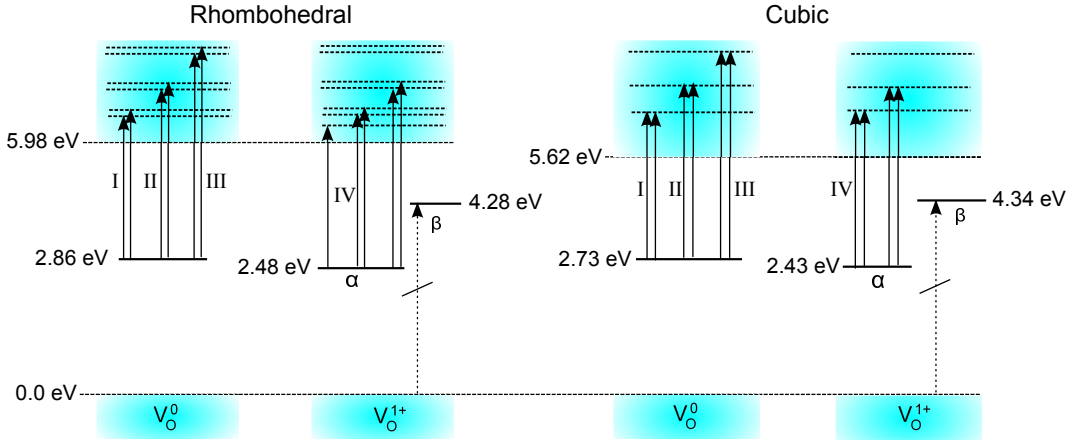 Rhombohedral
Cubic
5.98 eV
5.62 eV
I II III
IV
I II III
IV
4.28 eV
4.34 eV
β
β
2.86 eV
2.48 eV
2.73 eV
2.43 eV
α
α
0.0 eV
V_O^0
V_O^1+
V_O^0
V_O^1+